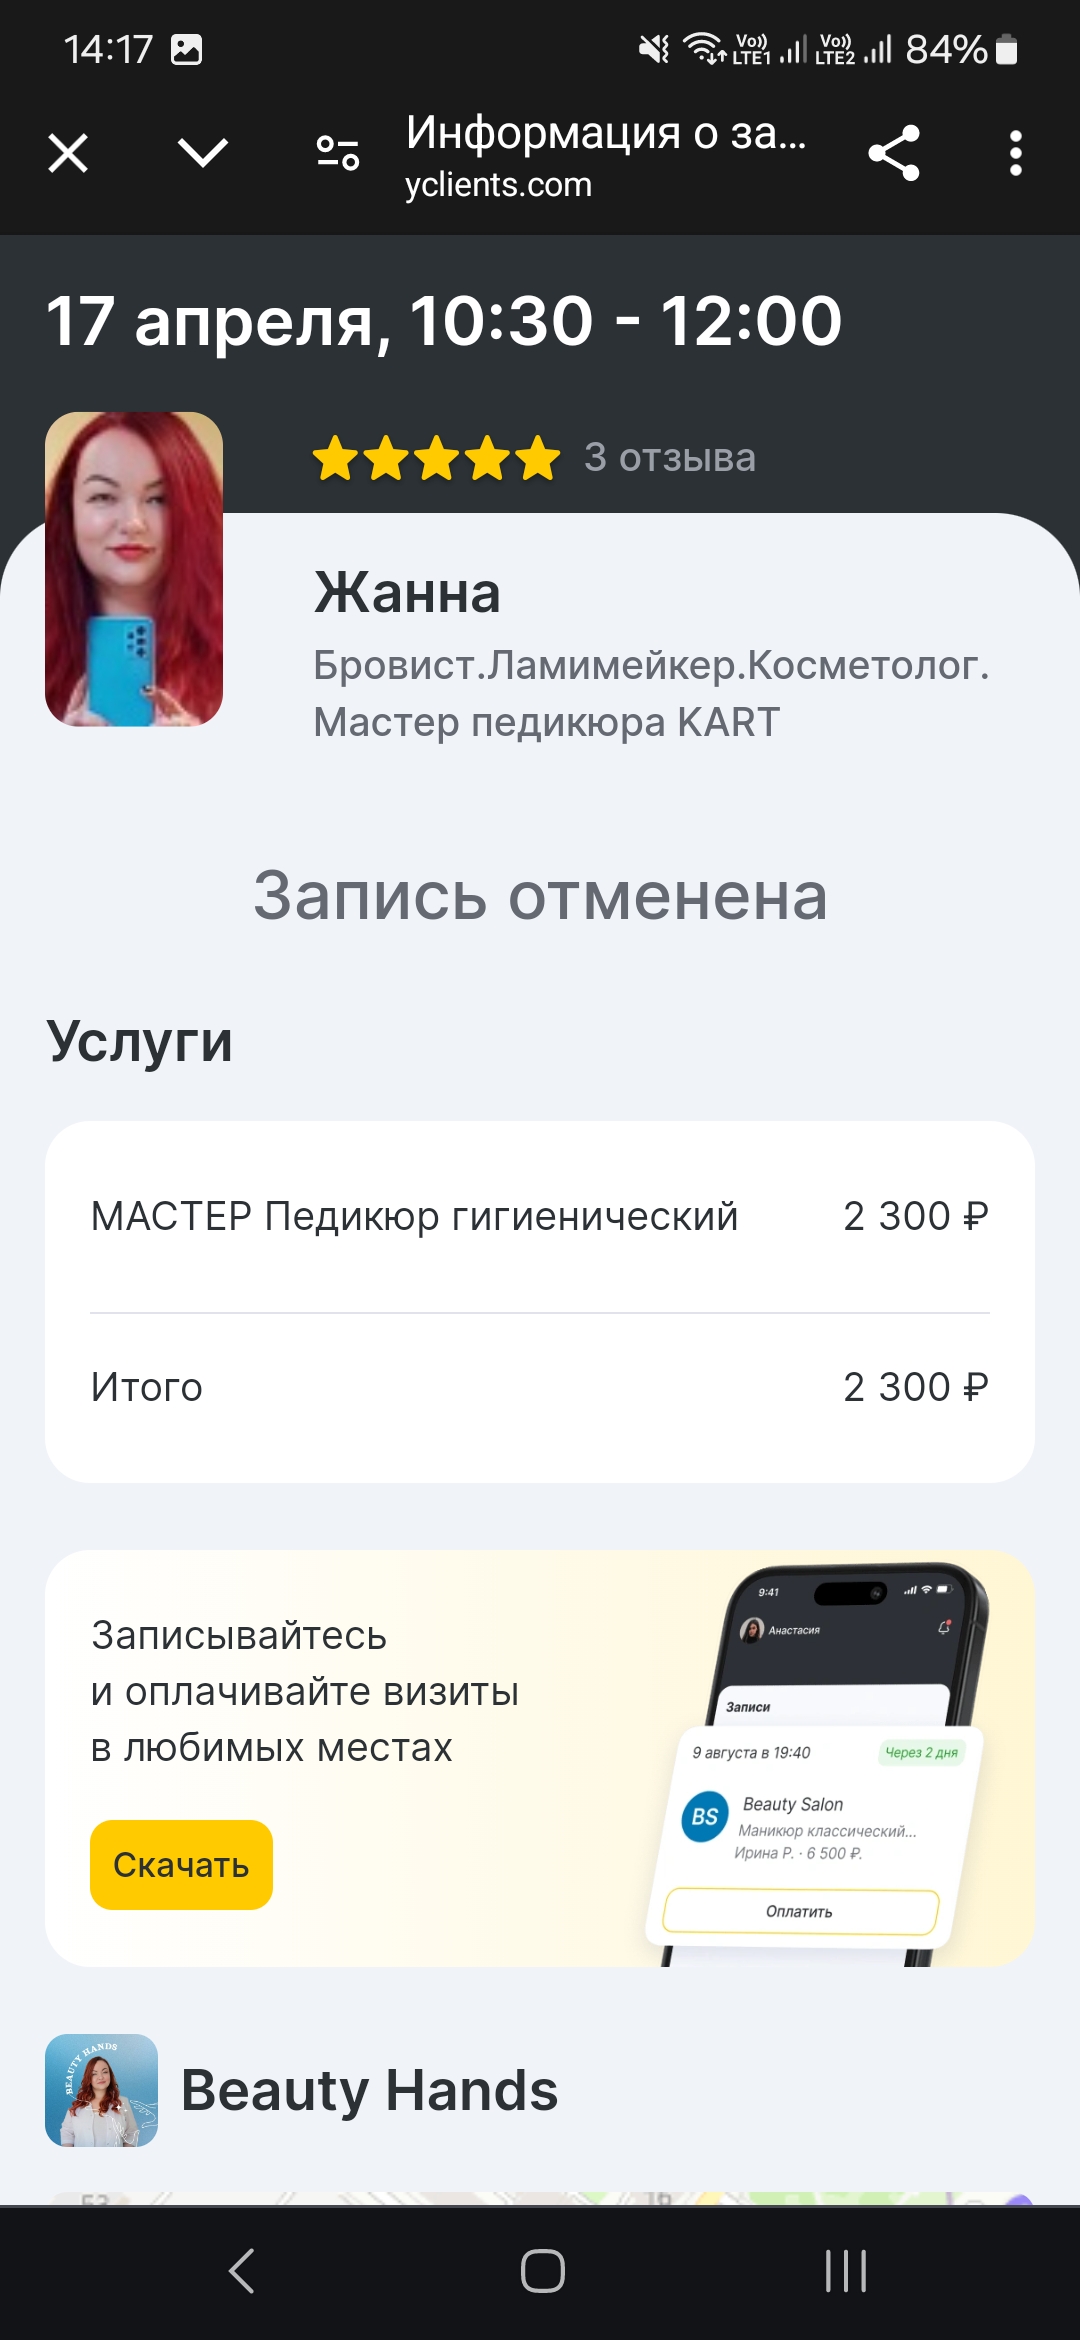 14:17
Vo)) LTE1 Vo)) LTE2 84%
Информация о за...
yclients.com
17 апреля, 10:30 - 12:00
3 отзыва
Жанна
Бровист.Ламимейкер.Косметолог.
Мастер педикюра KART
Запись отменена
Услуги
МАСТЕР Педикюр гигиенический 2 300 ₽
Итого 2 300 ₽
Записывайтесь
и оплачивайте визиты
в любимых местах
Скачать
9:41
Анастасия
Записи
9 августа в 19:40 Через 2 дня
BS
Beauty Salon
Маникюр классический...
Ирина Р. · 6 500 ₽.
Оплатить
BEAUTY HANDS
Beauty Hands